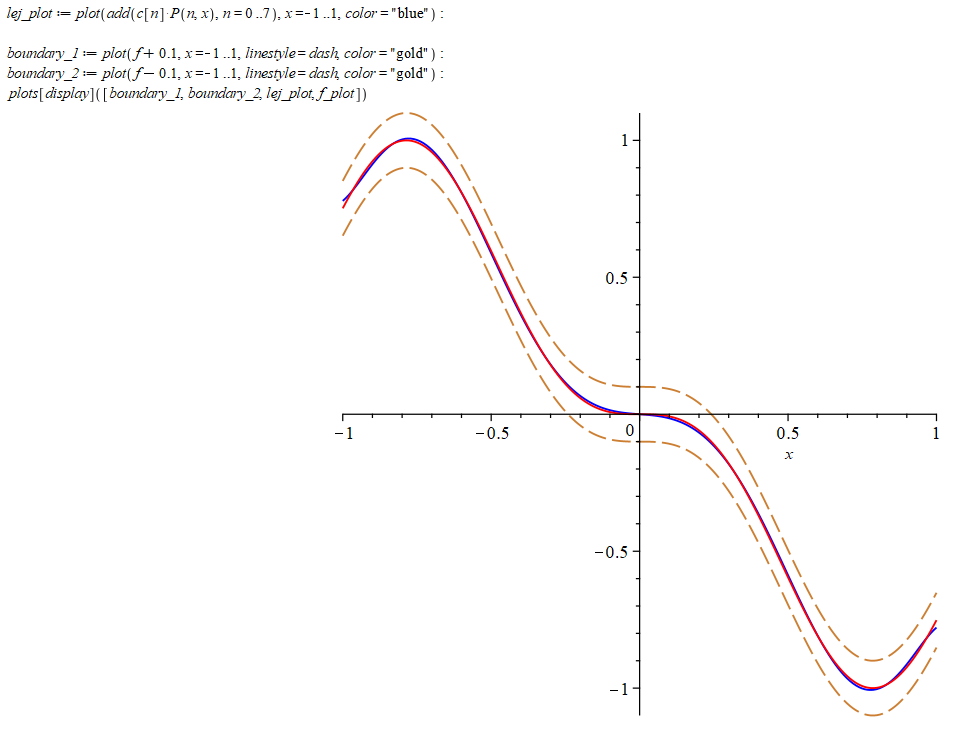 lej_plot := plot(add(c[n]·P(n, x), n = 0 ..7), x = -1 ..1, color = "blue") :
boundary_1 := plot(f + 0.1, x = -1 ..1, linestyle = dash, color = "gold") :
boundary_2 := plot(f - 0.1, x = -1 ..1, linestyle = dash, color = "gold") :
plots[display]([boundary_1, boundary_2, lej_plot, f_plot])
1
0.5
-1 -0.5 0 0.5 1
x
-0.5
-1